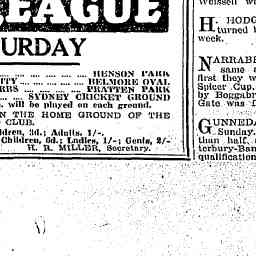 LEAGUE
URDAY
HENSON PARK
ITY BELMORE OVAL
RBS PRATTEN PARK
SYDNEY CRICKET GROUND
will be played on each ground.
N THE HOME GROUND OF THE
CLUB.
dren, 3d.; Adults, 1/-.
Children, 6d.; Ladies, 1/-; Gents, 2/-
H. R. MILLER, Secretary.
H. HODG
turned t
week.
NARRABR
same a
first they w
Spicer Cup.
by Boggabr
Gate was £
GUNNEDA
Sunday.
than half,
terbury-Ban
qualification